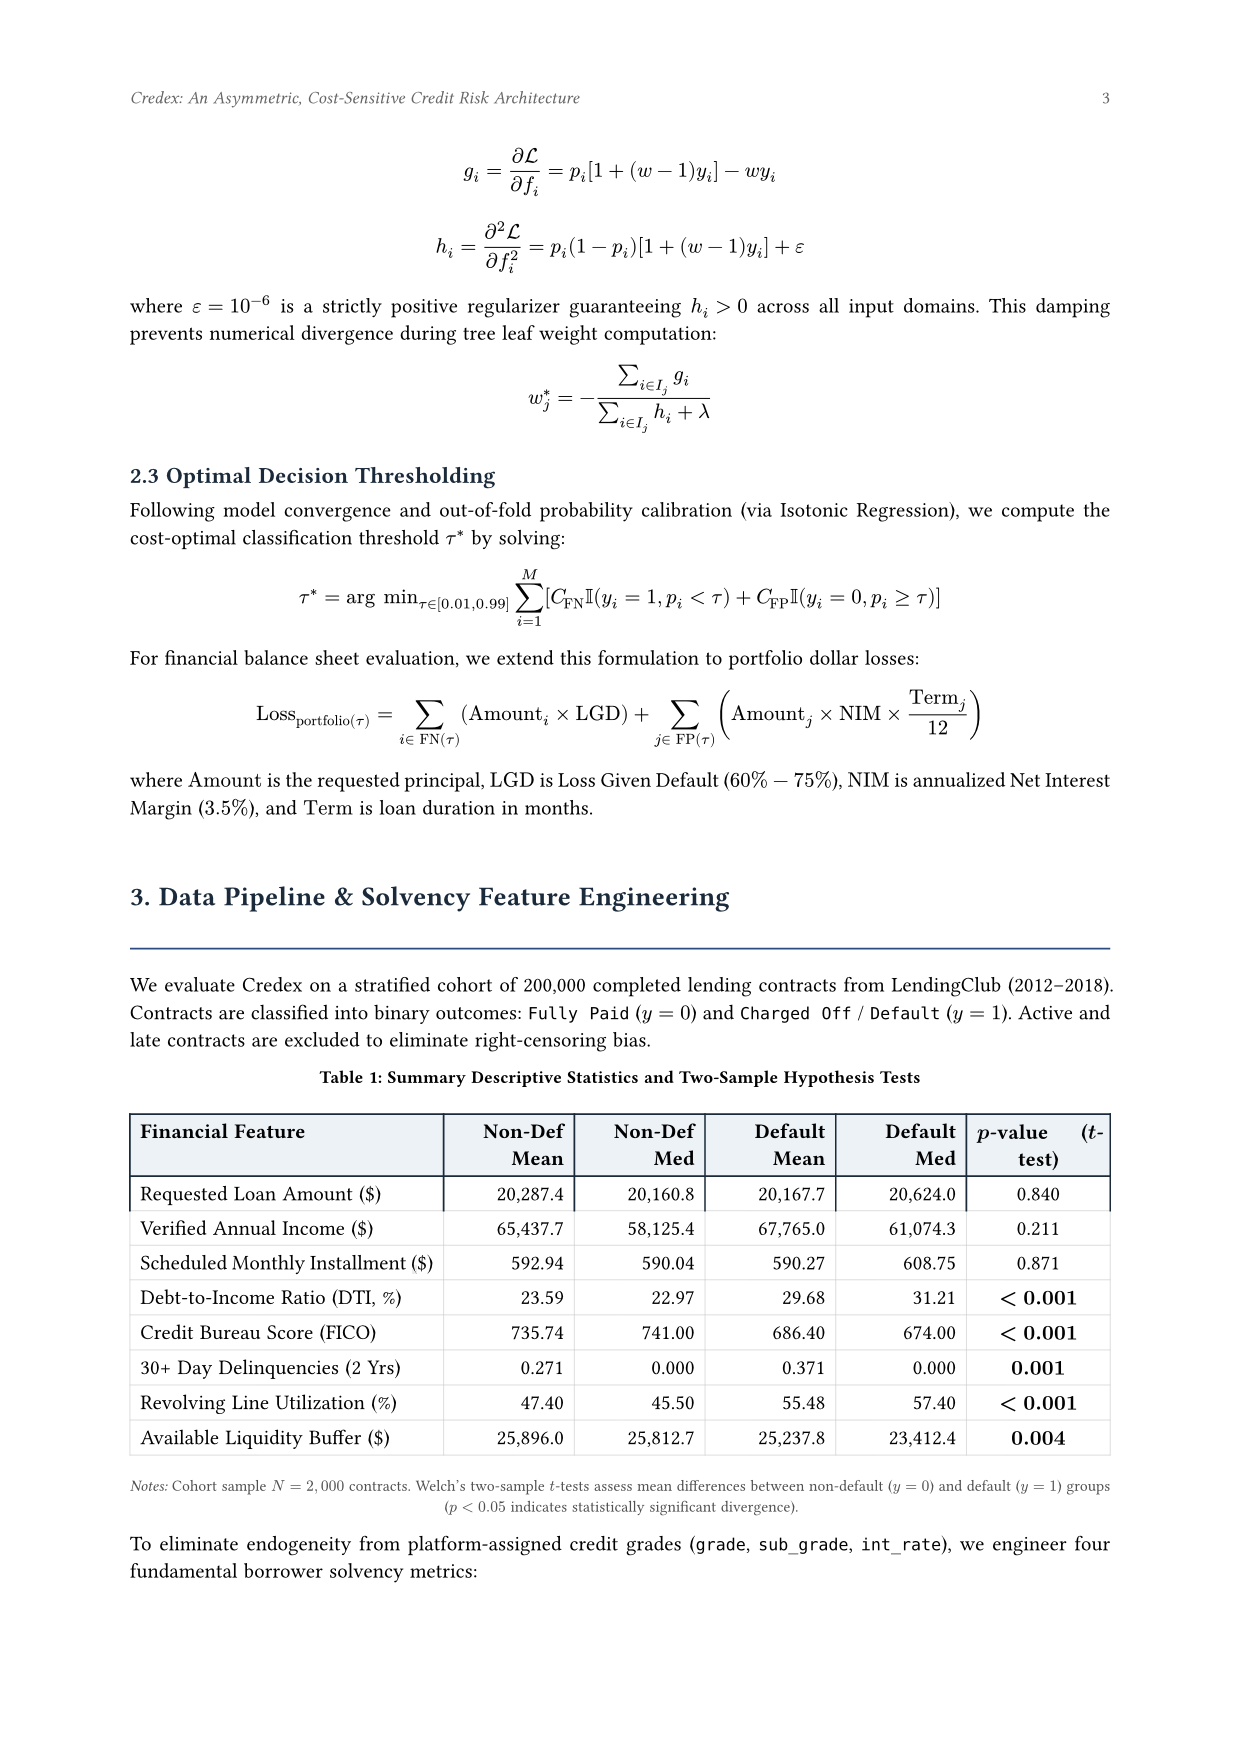 Credex: An Asymmetric, Cost-Sensitive Credit Risk Architecture 3
g_i = ∂ℒ/∂f_i = p_i[1 + (w − 1)y_i] − wy_i
h_i = ∂²ℒ/∂f_i² = p_i(1 − p_i)[1 + (w − 1)y_i] + ε
where ε = 10⁻⁶ is a strictly positive regularizer guaranteeing h_i > 0 across all input domains. This damping
prevents numerical divergence during tree leaf weight computation:
w_j* = − ∑_{i∈I_j} g_i / (∑_{i∈I_j} h_i + λ)
2.3 Optimal Decision Thresholding
Following model convergence and out-of-fold probability calibration (via Isotonic Regression), we compute the
cost-optimal classification threshold τ* by solving:
τ* = arg min_{τ∈[0.01,0.99]} ∑_{i=1}^{M} [C_FN 𝕀(y_i = 1, p_i < τ) + C_FP 𝕀(y_i = 0, p_i ≥ τ)]
For financial balance sheet evaluation, we extend this formulation to portfolio dollar losses:
Loss_{portfolio(τ)} = ∑_{i∈ FN(τ)} (Amount_i × LGD) + ∑_{j∈ FP(τ)} (Amount_j × NIM × Term_j/12)
where Amount is the requested principal, LGD is Loss Given Default (60% − 75%), NIM is annualized Net Interest
Margin (3.5%), and Term is loan duration in months.
3. Data Pipeline & Solvency Feature Engineering
We evaluate Credex on a stratified cohort of 200,000 completed lending contracts from LendingClub (2012–2018).
Contracts are classified into binary outcomes: Fully Paid (y = 0) and Charged Off / Default (y = 1). Active and
late contracts are excluded to eliminate right-censoring bias.
Table 1: Summary Descriptive Statistics and Two-Sample Hypothesis Tests
Financial Feature Non-Def Non-Def Default Default p-value (t-
Mean Med Mean Med test)
Requested Loan Amount ($) 20,287.4 20,160.8 20,167.7 20,624.0 0.840
Verified Annual Income ($) 65,437.7 58,125.4 67,765.0 61,074.3 0.211
Scheduled Monthly Installment ($) 592.94 590.04 590.27 608.75 0.871
Debt-to-Income Ratio (DTI, %) 23.59 22.97 29.68 31.21 < 0.001
Credit Bureau Score (FICO) 735.74 741.00 686.40 674.00 < 0.001
30+ Day Delinquencies (2 Yrs) 0.271 0.000 0.371 0.000 0.001
Revolving Line Utilization (%) 47.40 45.50 55.48 57.40 < 0.001
Available Liquidity Buffer ($) 25,896.0 25,812.7 25,237.8 23,412.4 0.004
Notes: Cohort sample N = 2,000 contracts. Welch's two-sample t-tests assess mean differences between non-default (y = 0) and default (y = 1) groups
(p < 0.05 indicates statistically significant divergence).
To eliminate endogeneity from platform-assigned credit grades (grade, sub_grade, int_rate), we engineer four
fundamental borrower solvency metrics: